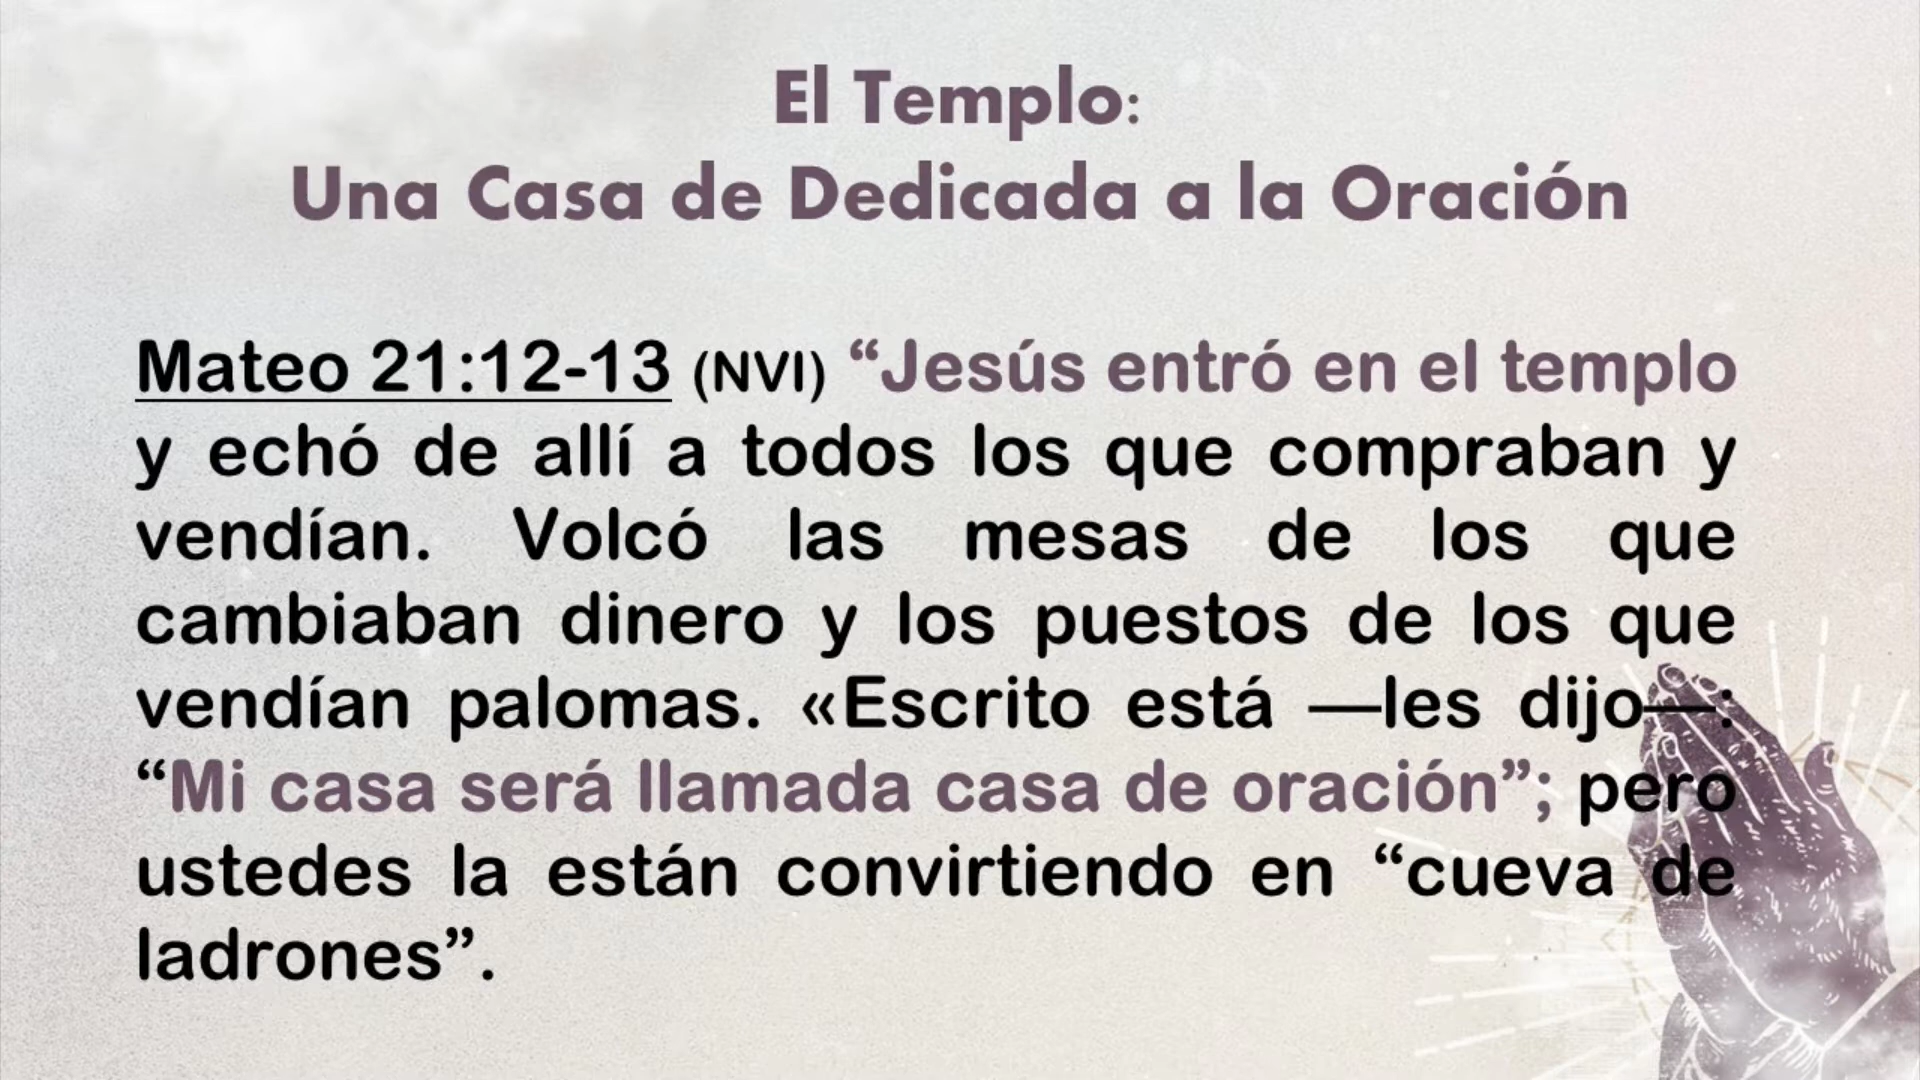 El Templo:
Una Casa de Dedicada a la Oración
Mateo 21:12-13 (NVI) “Jesús entró en el templo
y echó de allí a todos los que compraban y
vendían. Volcó las mesas de los que
cambiaban dinero y los puestos de los que
vendían palomas. «Escrito está —les dijo—:
“Mi casa será llamada casa de oración”; pero
ustedes la están convirtiendo en “cueva de
ladrones”.